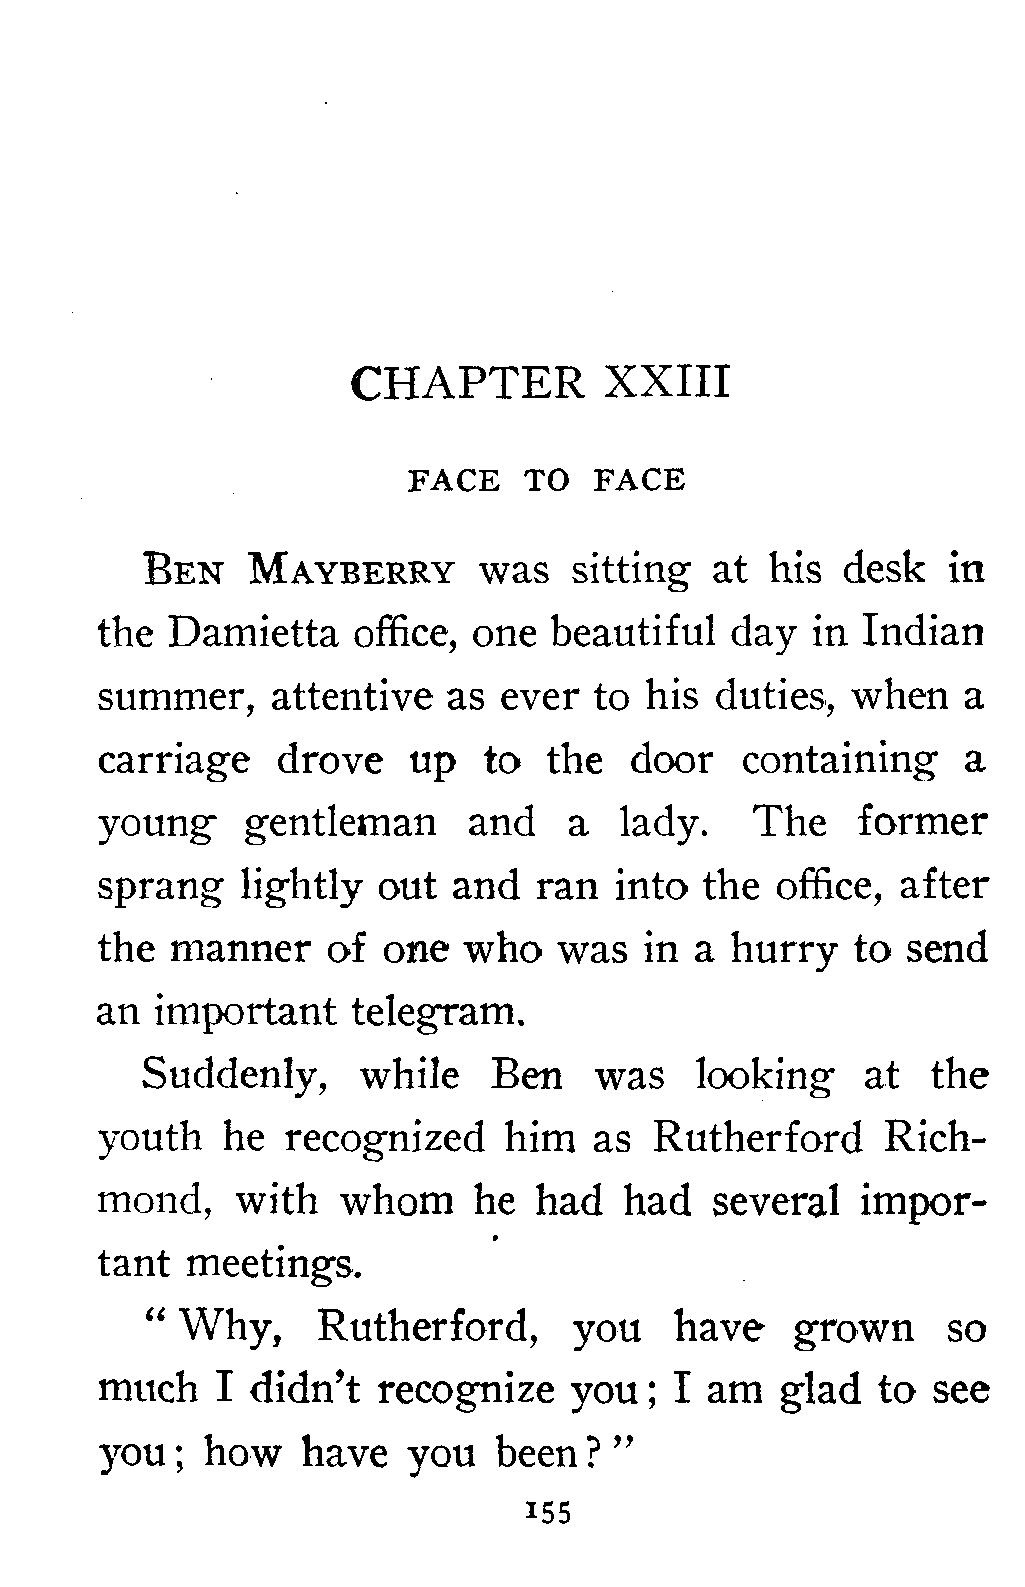 CHAPTER XXIII
FACE TO FACE
BEN MAYBERRY was sitting at his desk in
the Damietta office, one beautiful day in Indian
summer, attentive as ever to his duties, when a
carriage drove up to the door containing a
young gentleman and a lady. The former
sprang lightly out and ran into the office, after
the manner of one who was in a hurry to send
an important telegram.
Suddenly, while Ben was looking at the
youth he recognized him as Rutherford Rich-
mond, with whom he had had several impor-
tant meetings.
“ Why, Rutherford, you have grown so
much I didn’t recognize you ; I am glad to see
you ; how have you been ? ”
155